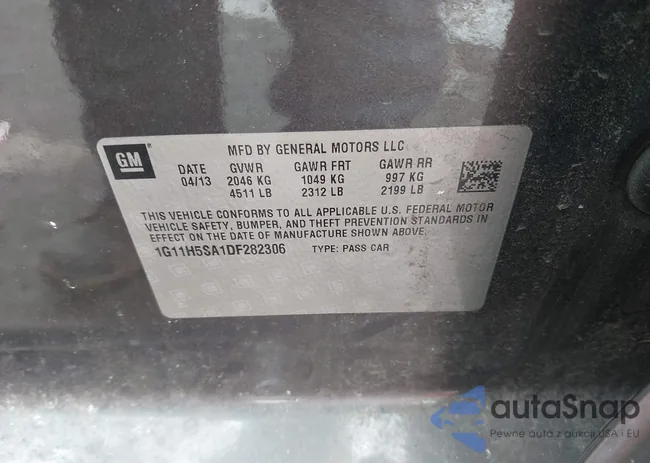 GM
MFD BY GENERAL MOTORS LLC
DATE GVWR GAWR FRT GAWR RR
04/13 2046 KG 1049 KG 997 KG
4511 LB 2312 LB 2199 LB
THIS VEHICLE CONFORMS TO ALL APPLICABLE U.S. FEDERAL MOTOR
VEHICLE SAFETY, BUMPER, AND THEFT PREVENTION STANDARDS IN
EFFECT ON THE DATE OF MANUFACTURE SHOWN ABOVE.
1G11H5SA1DF282306 TYPE: PASS CAR
autoSnap
Pewne auta z aukcji USA i EU